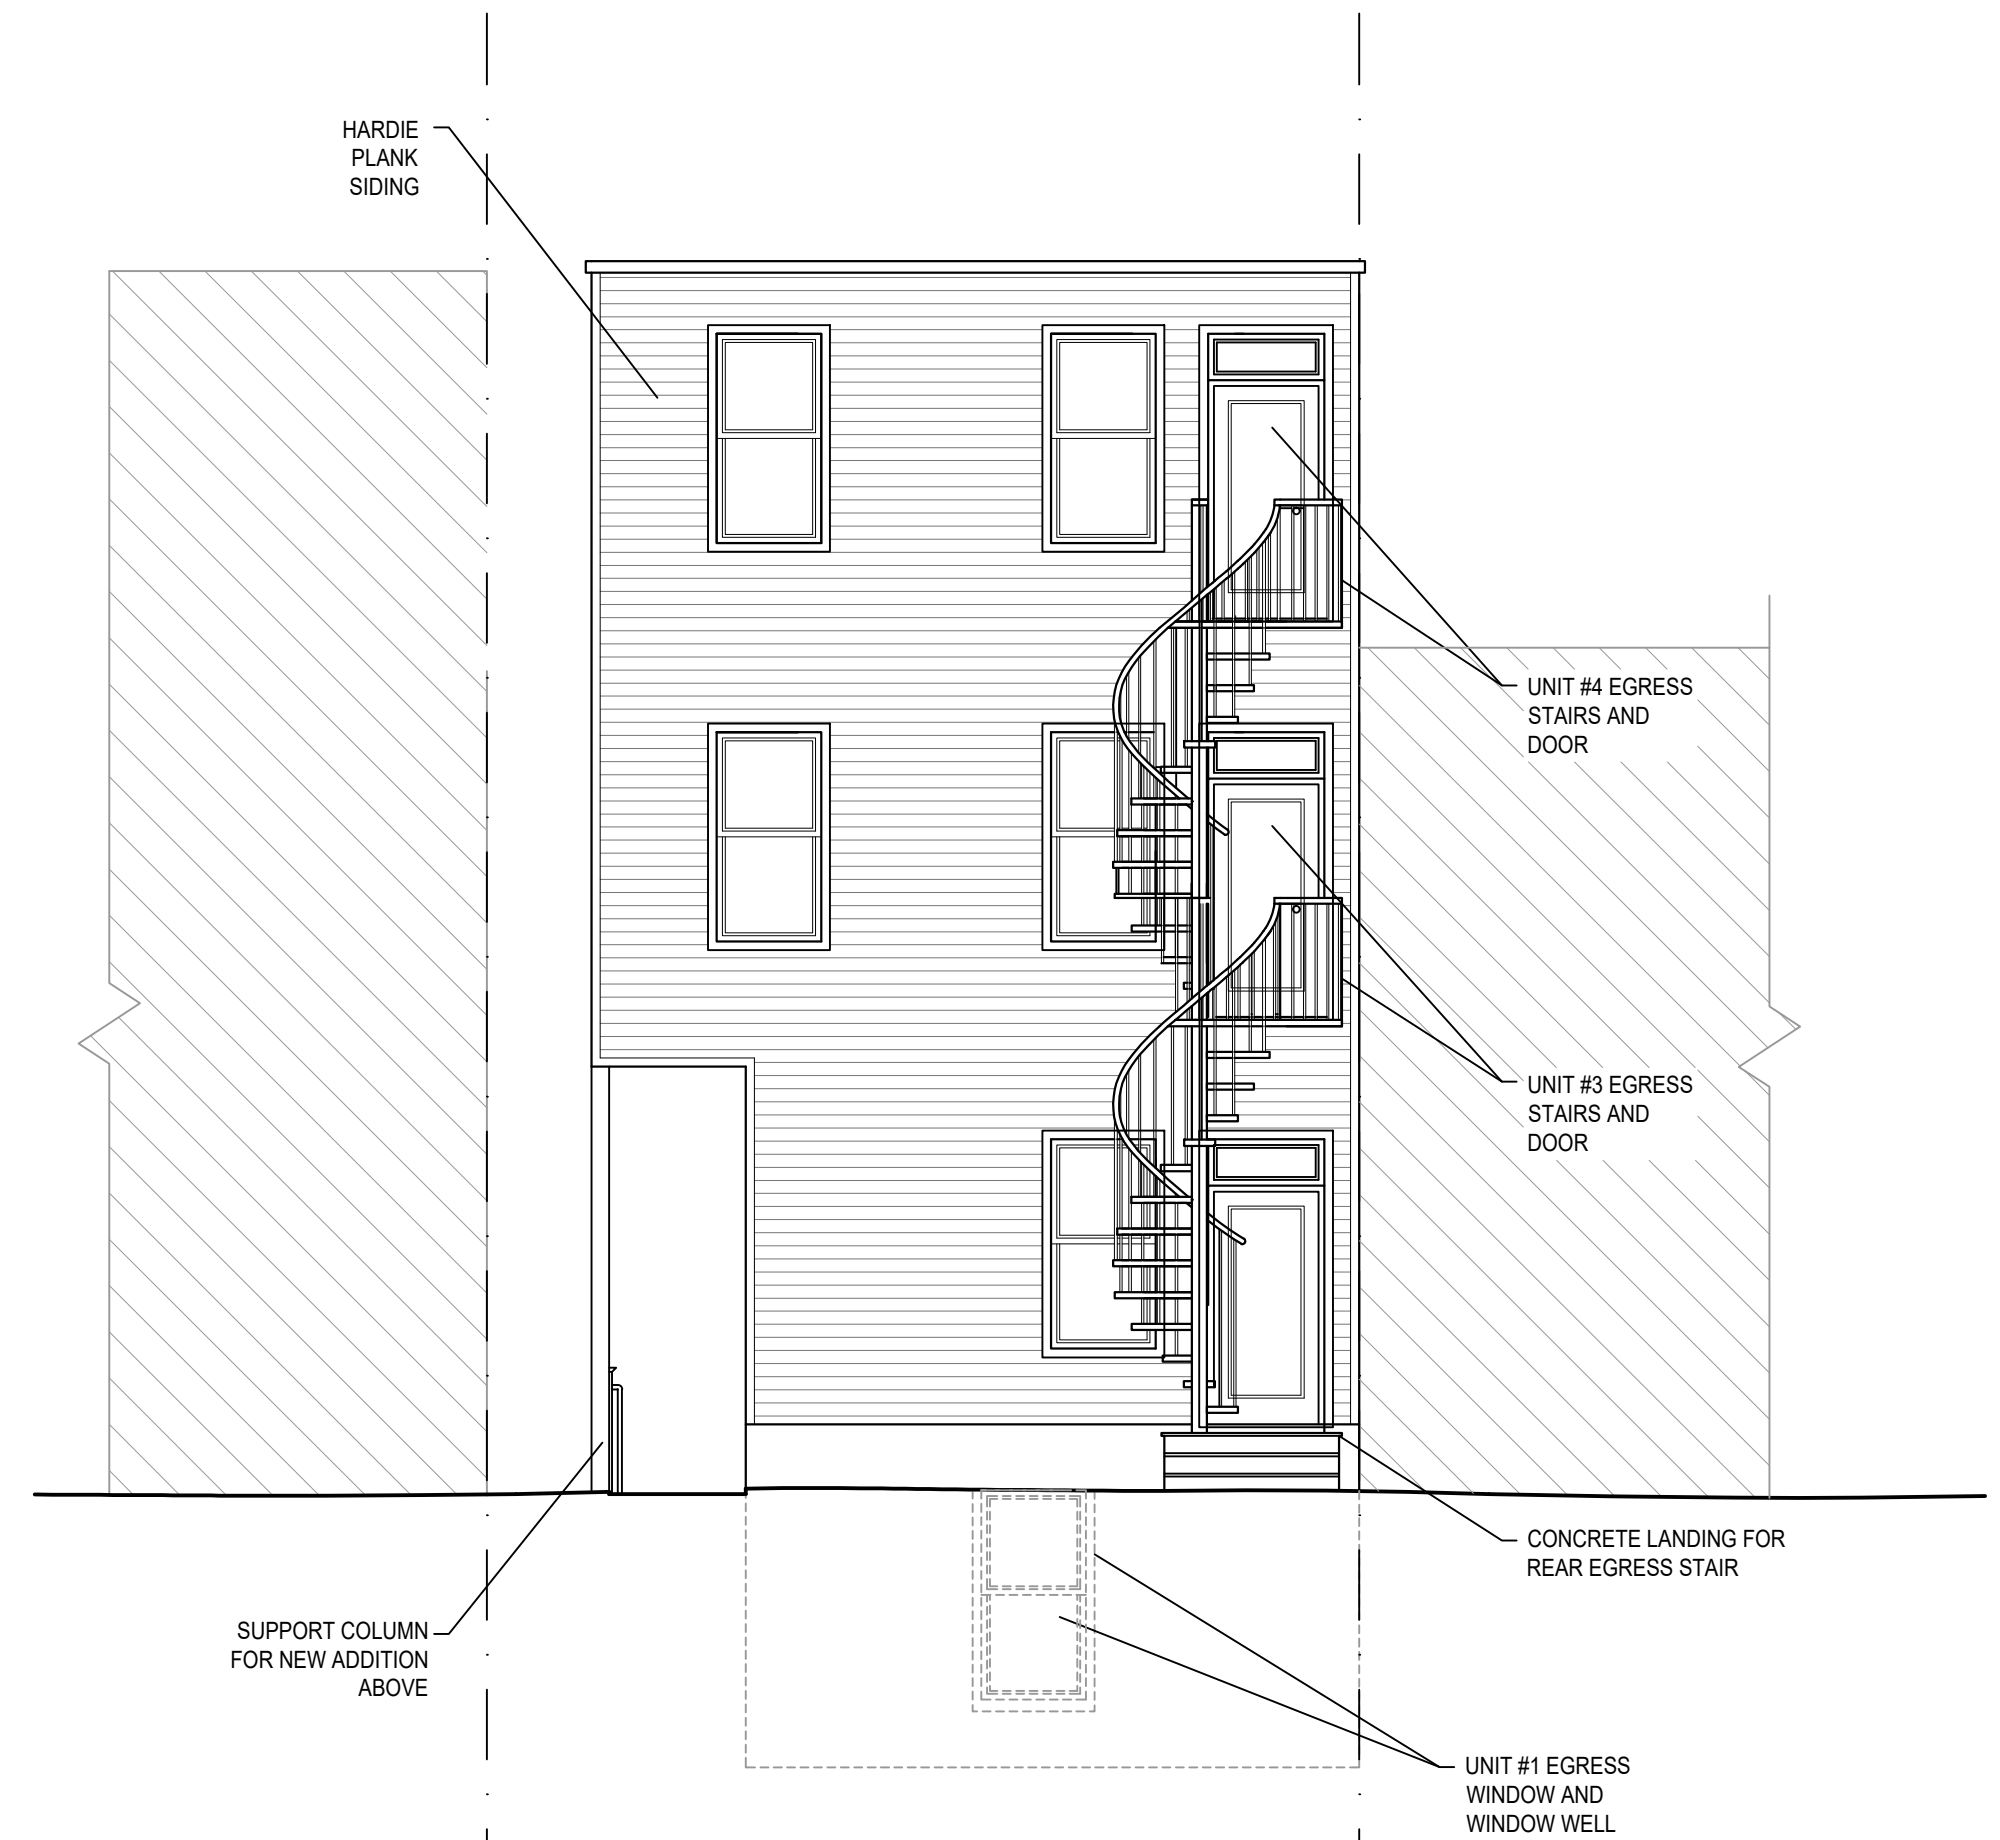 HARDIE
PLANK
SIDING
UNIT #4 EGRESS
STAIRS AND
DOOR
UNIT #3 EGRESS
STAIRS AND
DOOR
CONCRETE LANDING FOR
REAR EGRESS STAIR
SUPPORT COLUMN
FOR NEW ADDITION
ABOVE
UNIT #1 EGRESS
WINDOW AND
WINDOW WELL